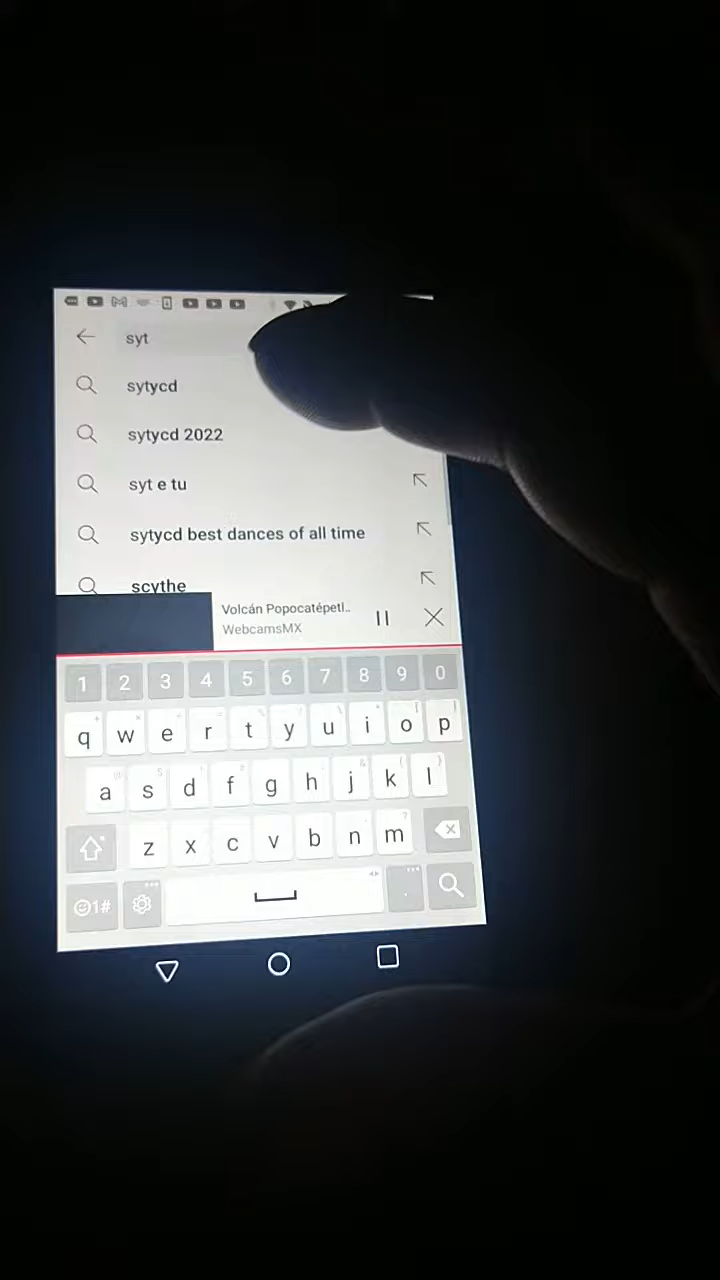 syt
sytycd
sytycd 2022
syt e tu
sytycd best dances of all time
scythe
Volcán Popocatépetl..
WebcamsMX
1 2 3 4 5 6 7 8 9 0
q w e r t y u i o p
a s d f g h j k l
z x c v b n m
1# .